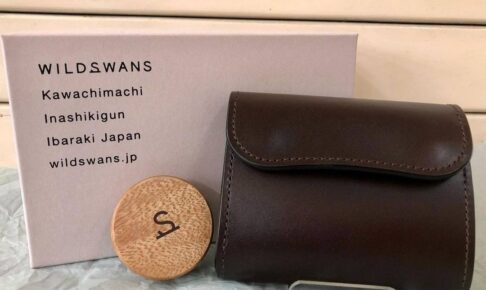 WILDSWANS
Kawachimachi
Inashikigun
Ibaraki Japan
wildswans.jp
S